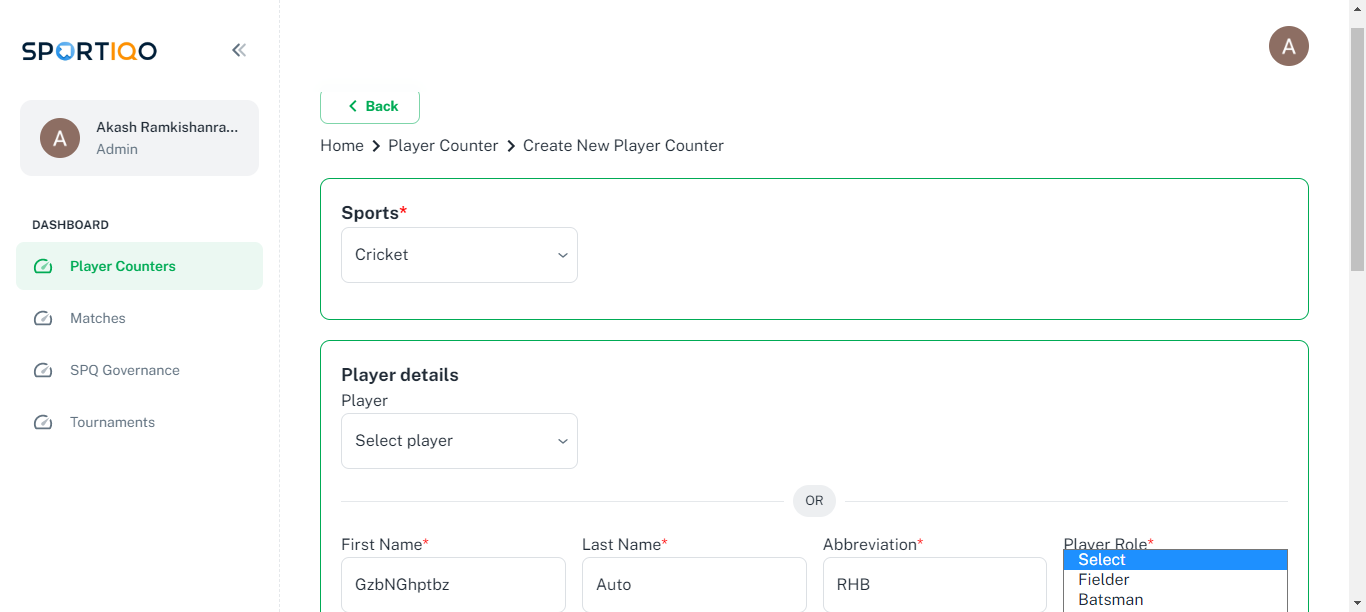 SPORTIQO
A
Akash Ramkishanra...
Admin
DASHBOARD
Player Counters
Matches
SPQ Governance
Tournaments
A
Back
Home > Player Counter > Create New Player Counter
Sports*
Cricket
Player details
Player
Select player
OR
First Name* Last Name* Abbreviation* Player Role*
GzbNGhptbz Auto RHB Select
Fielder
Batsman